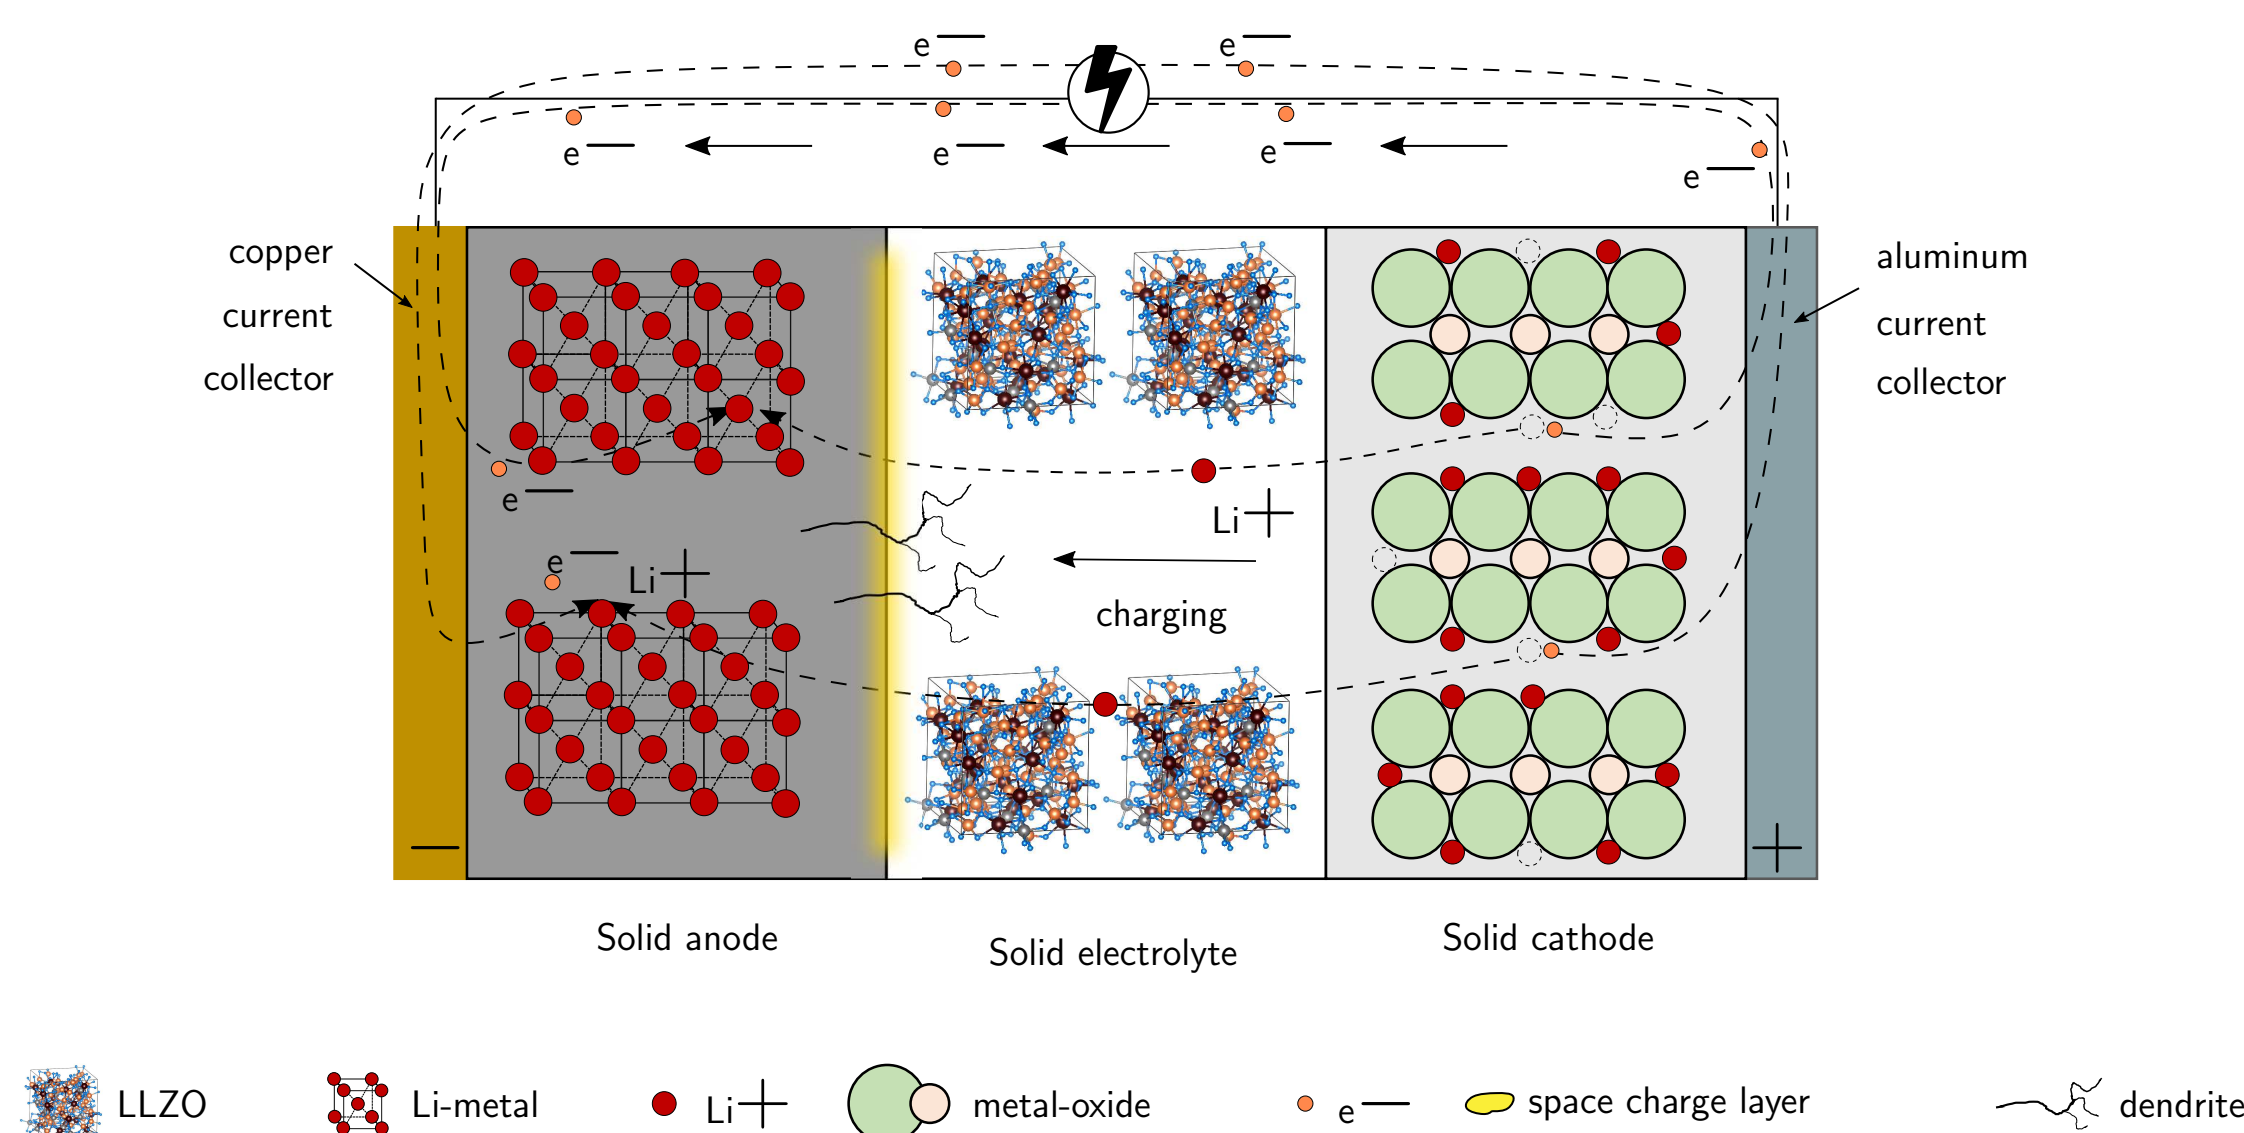 e— e—
e— e— e—
e—
copper
current
collector
aluminum
current
collector
e—
Li+
e—
Li+
charging
— +
Solid anode
Solid electrolyte
Solid cathode
LLZO
Li-metal
Li+
metal-oxide
e—
space charge layer
dendrite